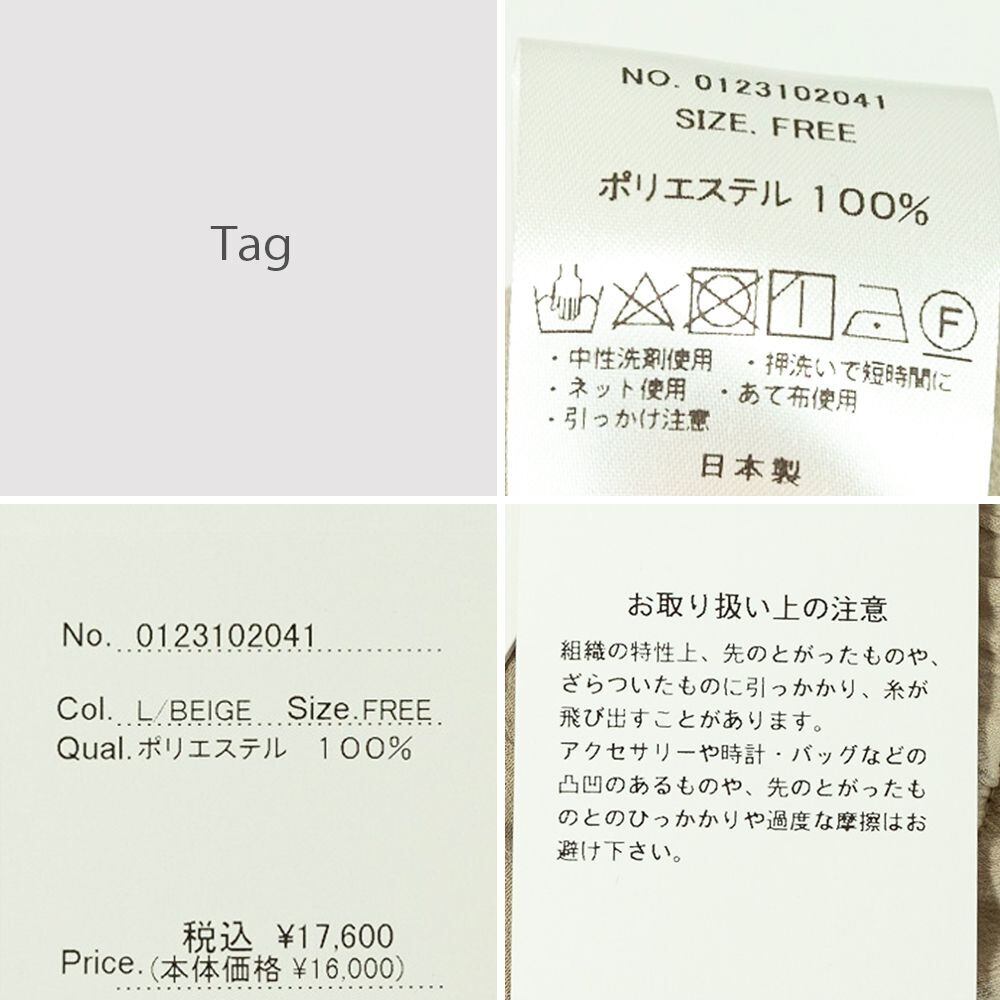 Tag
NO. 0123102041
SIZE. FREE
ポリエステル 100%
F
・中性洗剤使用 ・押洗いで短時間に
・ネット使用 ・あて布使用
・引っかけ注意
日本製
No. 0123102041
Col. L/BEIGE Size. FREE
Qual. ポリエステル 100%
税込 ¥17,600
Price. (本体価格 ¥16,000)
お取り扱い上の注意
組織の特性上、先のとがったものや、
ざらついたものに引っかかり、糸が
飛び出すことがあります。
アクセサリーや時計・バッグなどの
凸凹のあるものや、先のとがったも
のとのひっかかりや過度な摩擦はお
避け下さい。